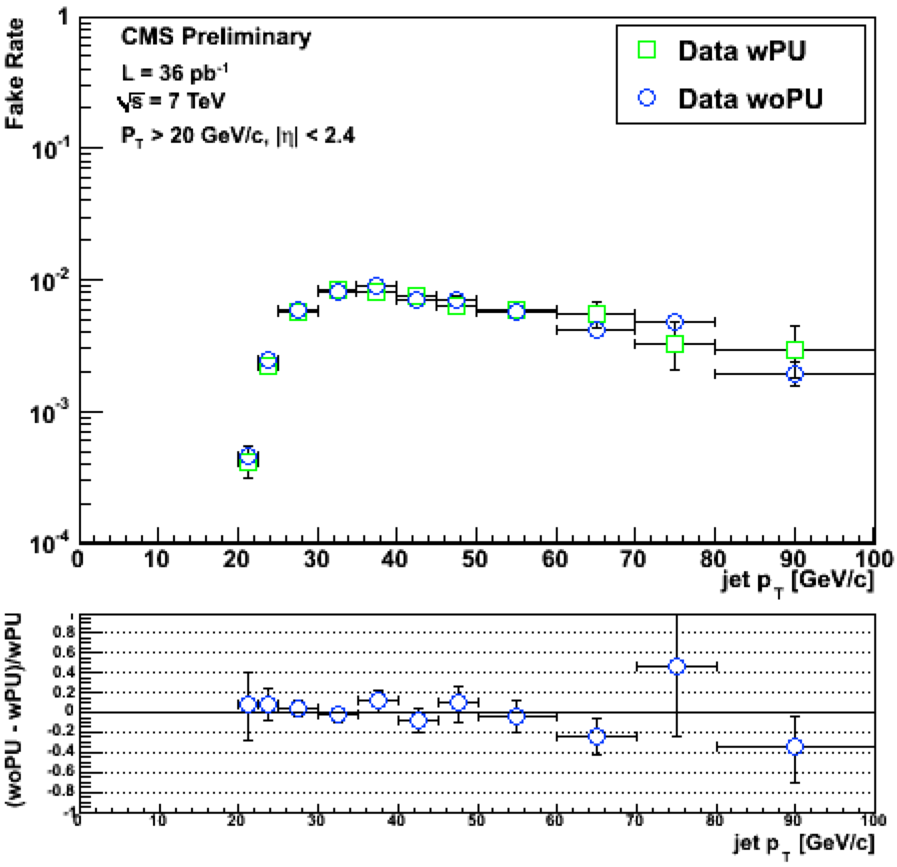 Fake Rate
1
10-1
10-2
10-3
10-4
CMS Preliminary
L = 36 pb-1
√s = 7 TeV
PT > 20 GeV/c, |η| < 2.4
Data wPU
Data woPU
0 10 20 30 40 50 60 70 80 90 100
jet pT [GeV/c]
(woPU - wPU)/wPU
0.8
0.6
0.4
0.2
0
-0.2
-0.4
-0.6
-0.8
-1
0 10 20 30 40 50 60 70 80 90 100
jet pT [GeV/c]